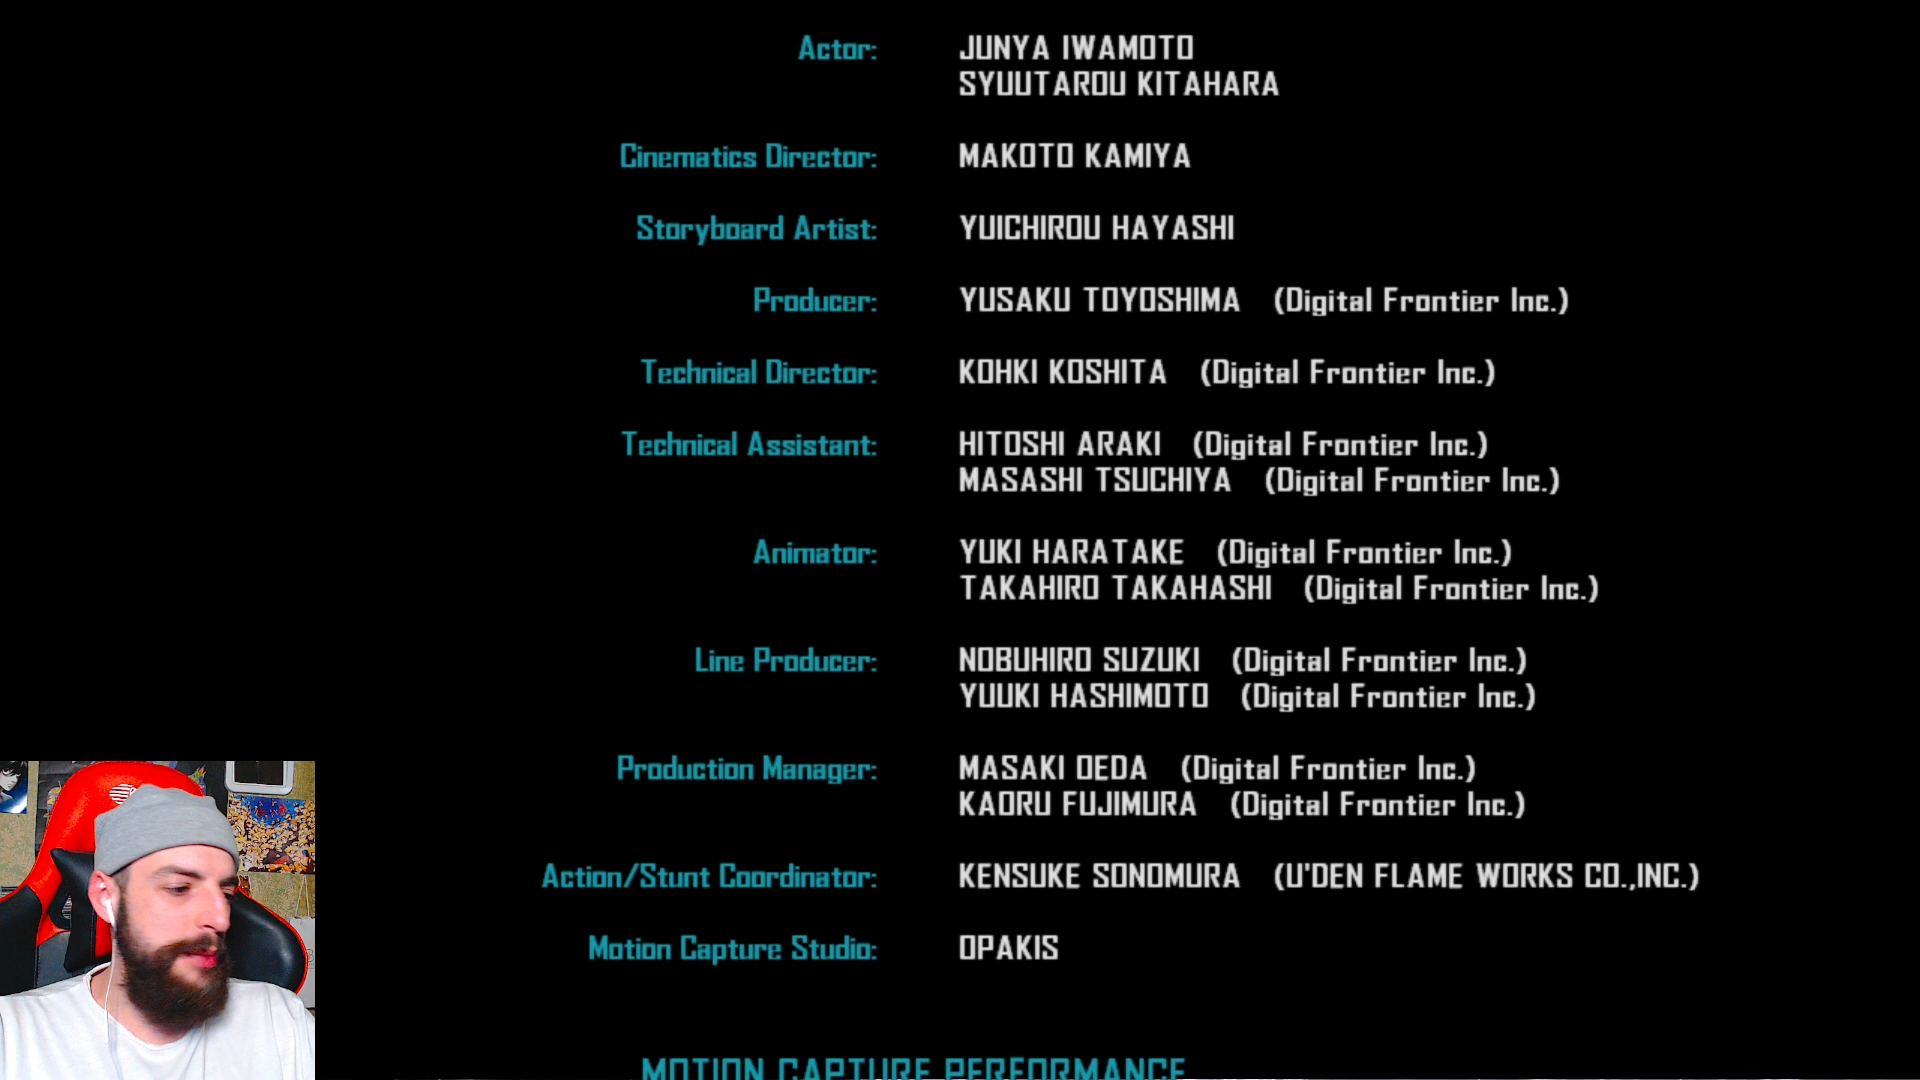 Actor: JUNYA IWAMOTO
SYUUTAROU KITAHARA
Cinematics Director: MAKOTO KAMIYA
Storyboard Artist: YUICHIROU HAYASHI
Producer: YUSAKU TOYOSHIMA (Digital Frontier Inc.)
Technical Director: KOHKI KOSHITA (Digital Frontier Inc.)
Technical Assistant: HITOSHI ARAKI (Digital Frontier Inc.)
MASASHI TSUCHIYA (Digital Frontier Inc.)
Animator: YUKI HARATAKE (Digital Frontier Inc.)
TAKAHIRO TAKAHASHI (Digital Frontier Inc.)
Line Producer: NOBUHIRO SUZUKI (Digital Frontier Inc.)
YUUKI HASHIMOTO (Digital Frontier Inc.)
Production Manager: MASAKI OEDA (Digital Frontier Inc.)
KAORU FUJIMURA (Digital Frontier Inc.)
Action/Stunt Coordinator: KENSUKE SONOMURA (U'DEN FLAME WORKS CO.,INC.)
Motion Capture Studio: OPAKIS
MOTION CAPTURE PERFORMANCE